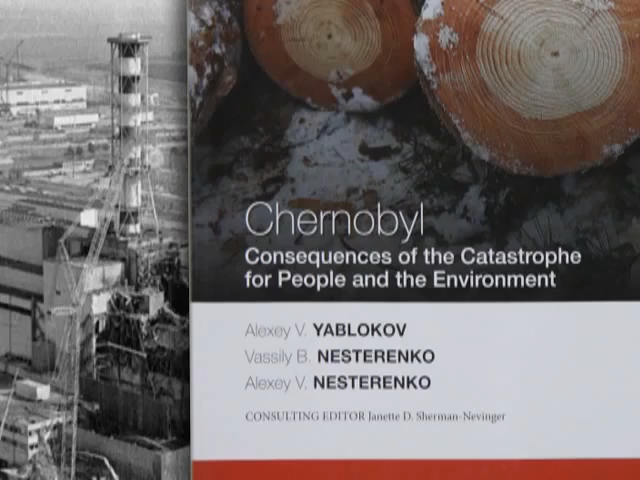 Chernobyl
Consequences of the Catastrophe
for People and the Environment
Alexey V. YABLOKOV
Vassily B. NESTERENKO
Alexey V. NESTERENKO
CONSULTING EDITOR Janette D. Sherman-Nevinger